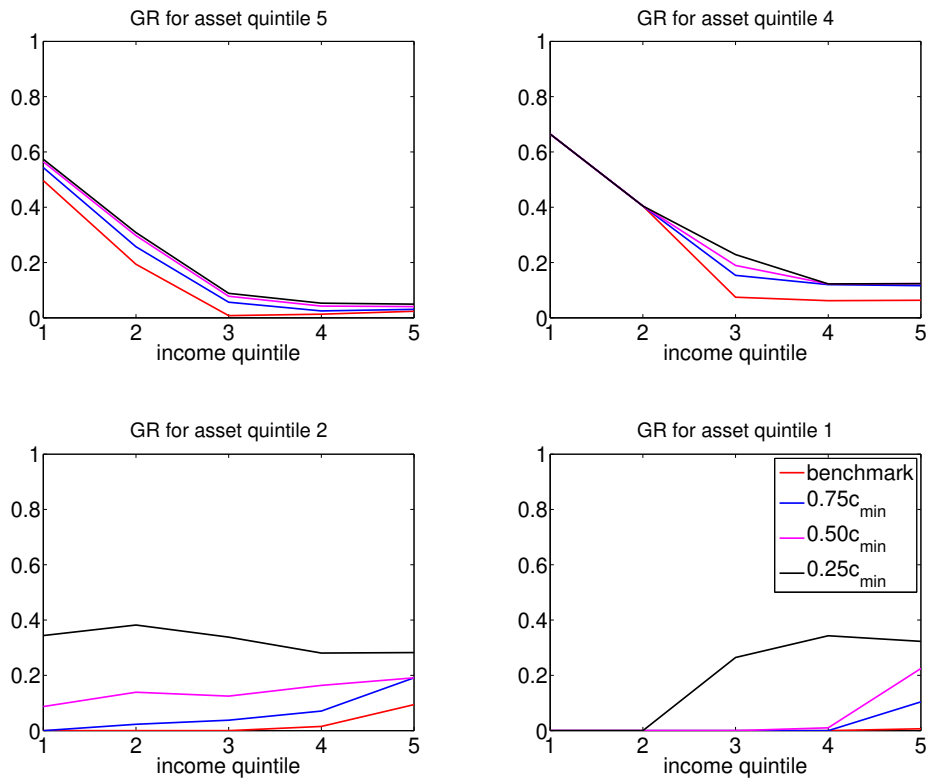 GR for asset quintile 5
1
0.8
0.6
0.4
0.2
0
1 2 3 4 5
income quintile
GR for asset quintile 4
1
0.8
0.6
0.4
0.2
0
1 2 3 4 5
income quintile
GR for asset quintile 2
1
0.8
0.6
0.4
0.2
0
1 2 3 4 5
income quintile
GR for asset quintile 1
1
0.8
0.6
0.4
0.2
0
1 2 3 4 5
income quintile
benchmark
0.75c_min
0.50c_min
0.25c_min